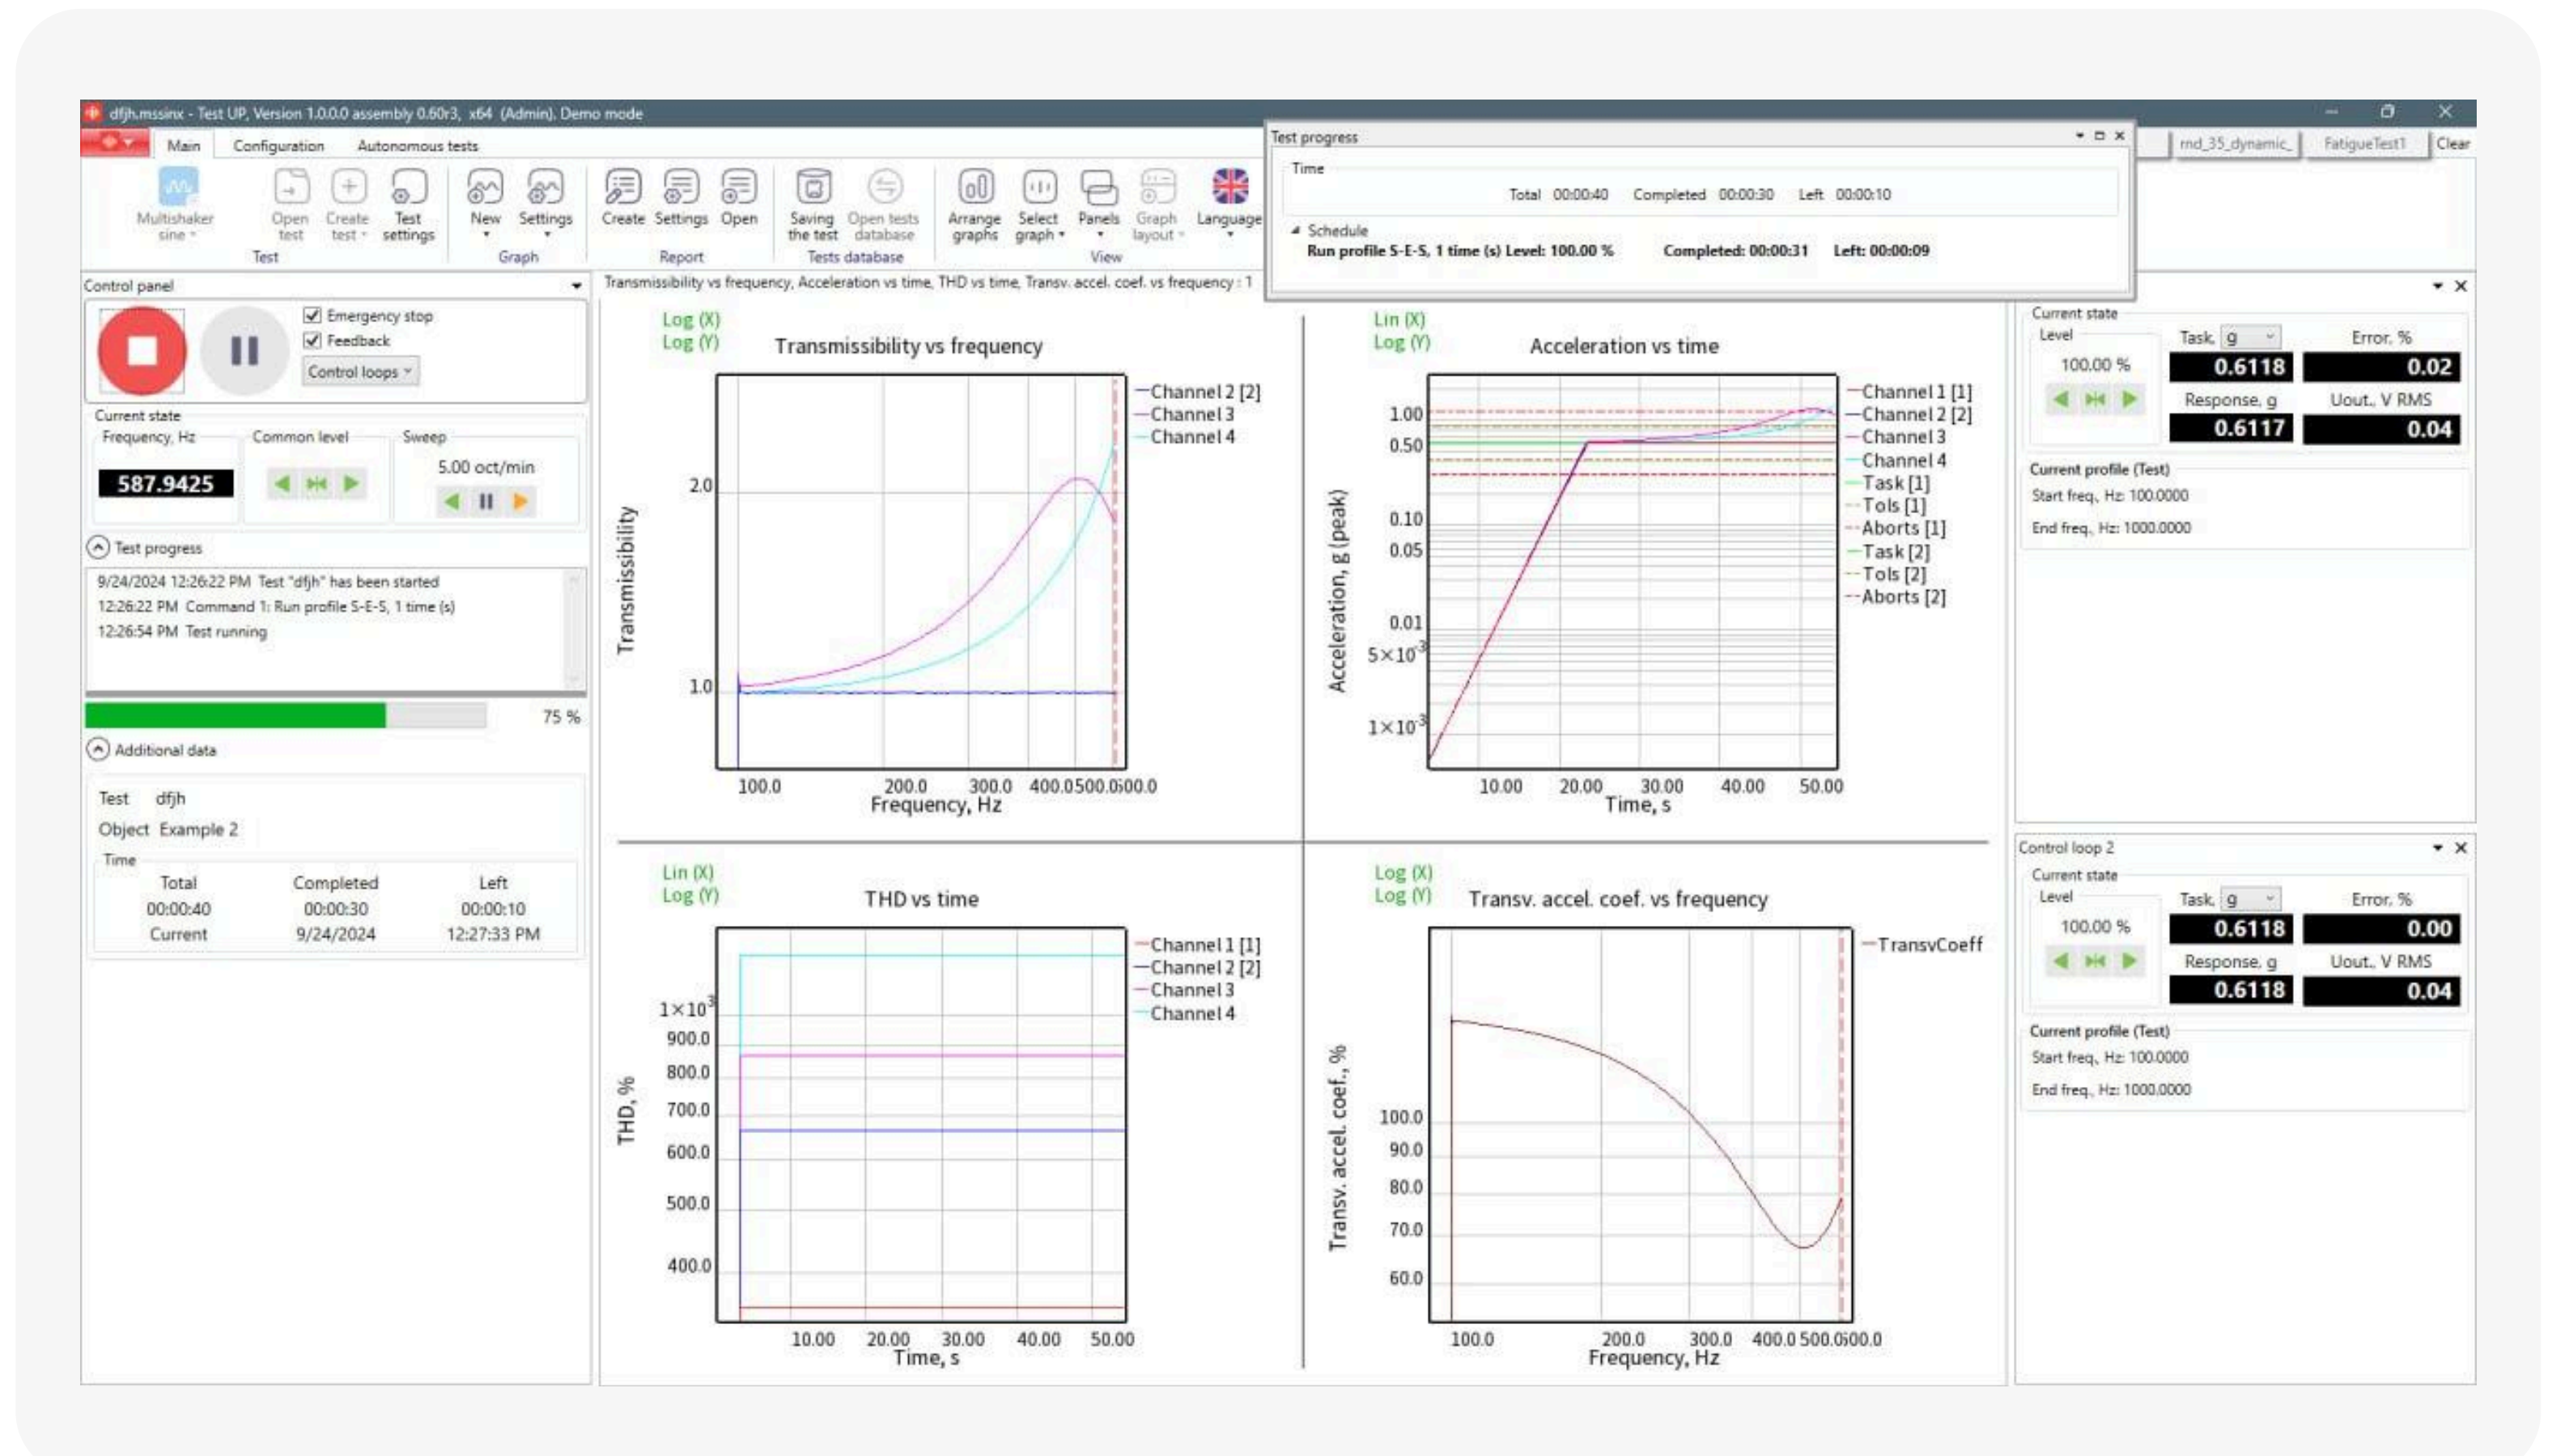 dfjh.mssinx - Test UP, Version 1.0.0.0 assembly 0.60r3, x64 (Admin). Demo mode
Main Configuration Autonomous tests
rnd_35_dynamic_ FatigueTest1 Clear
Multishaker sine
Open test
Create test
Test settings
New
Settings
Create
Settings
Open
Saving the test
Open tests database
Arrange graphs
Select graph
Panels
Graph layout
Language
Test Graph Report Tests database View
Test progress
Time
Total 00:00:40 Completed 00:00:30 Left 00:00:10
Schedule
Run profile S-E-S, 1 time (s) Level: 100.00 % Completed: 00:00:31 Left: 00:00:09
Control panel
Emergency stop
Feedback
Control loops
Current state
Frequency, Hz Common level Sweep
5.00 oct/min
587.9425
Test progress
9/24/2024 12:26:22 PM Test "dfjh" has been started
12:26:22 PM Command 1: Run profile S-E-S, 1 time (s)
12:26:54 PM Test running
75 %
Additional data
Test dfjh
Object Example 2
Time
Total Completed Left
00:00:40 00:00:30 00:00:10
Current 9/24/2024 12:27:33 PM
Transmissibility vs frequency, Acceleration vs time, THD vs time, Transv. accel. coef. vs frequency : 1
Log (X)
Log (Y)
Transmissibility vs frequency
Channel 2 [2]
Channel 3
Channel 4
Transmissibility
2.0
1.0
100.0 200.0 300.0 400.0 500.0 600.0
Frequency, Hz
Lin (X)
Log (Y)
Acceleration vs time
Channel 1 [1]
Channel 2 [2]
Channel 3
Channel 4
Task [1]
Tols [1]
Aborts [1]
Task [2]
Tols [2]
Aborts [2]
Acceleration, g (peak)
1.00
0.50
0.10
0.05
0.01
5×10-3
1×10-3
10.00 20.00 30.00 40.00 50.00
Time, s
Lin (X)
Log (Y)
THD vs time
Channel 1 [1]
Channel 2 [2]
Channel 3
Channel 4
THD, %
1×103
900.0
800.0
700.0
600.0
500.0
400.0
10.00 20.00 30.00 40.00 50.00
Time, s
Log (X)
Log (Y)
Transv. accel. coef. vs frequency
TransvCoeff
Transv. accel. coef., %
100.0
90.0
80.0
70.0
60.0
100.0 200.0 300.0 400.0 500.0 600.0
Frequency, Hz
Current state
Level Task, g Error, %
100.00 % 0.6118 0.02
Response, g Uout., V RMS
0.6117 0.04
Current profile (Test)
Start freq., Hz: 100.0000
End freq., Hz: 1000.0000
Control loop 2
Current state
Level Task, g Error, %
100.00 % 0.6118 0.00
Response, g Uout., V RMS
0.6118 0.04
Current profile (Test)
Start freq., Hz: 100.0000
End freq., Hz: 1000.0000